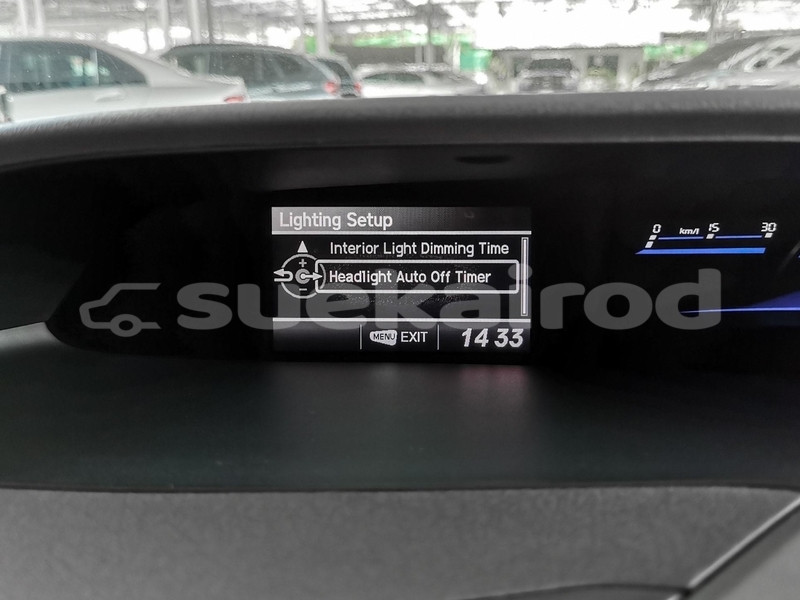 Lighting Setup
Interior Light Dimming Time
Headlight Auto Off Timer
MENU EXIT
14 33
0 km/l 15 30
suekairod